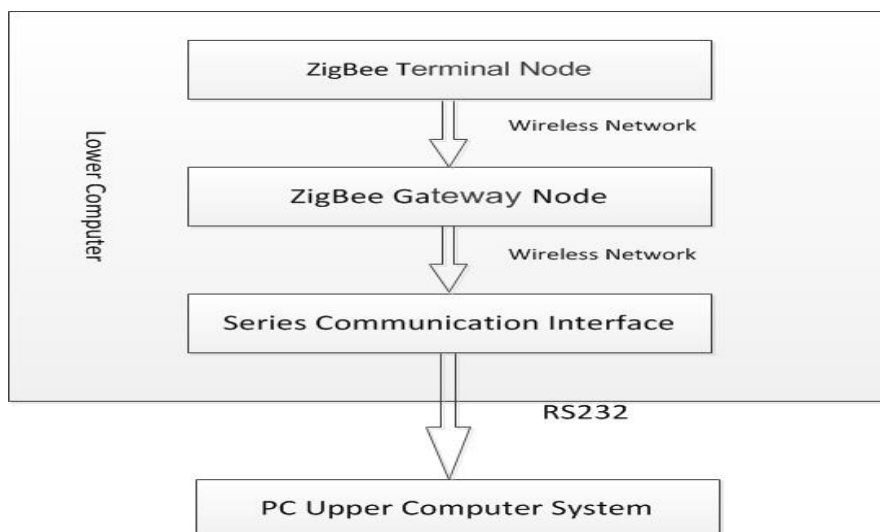 ZigBee Terminal Node
Wireless Network
ZigBee Gateway Node
Wireless Network
Lower Computer
Series Communication Interface
RS232
PC Upper Computer System